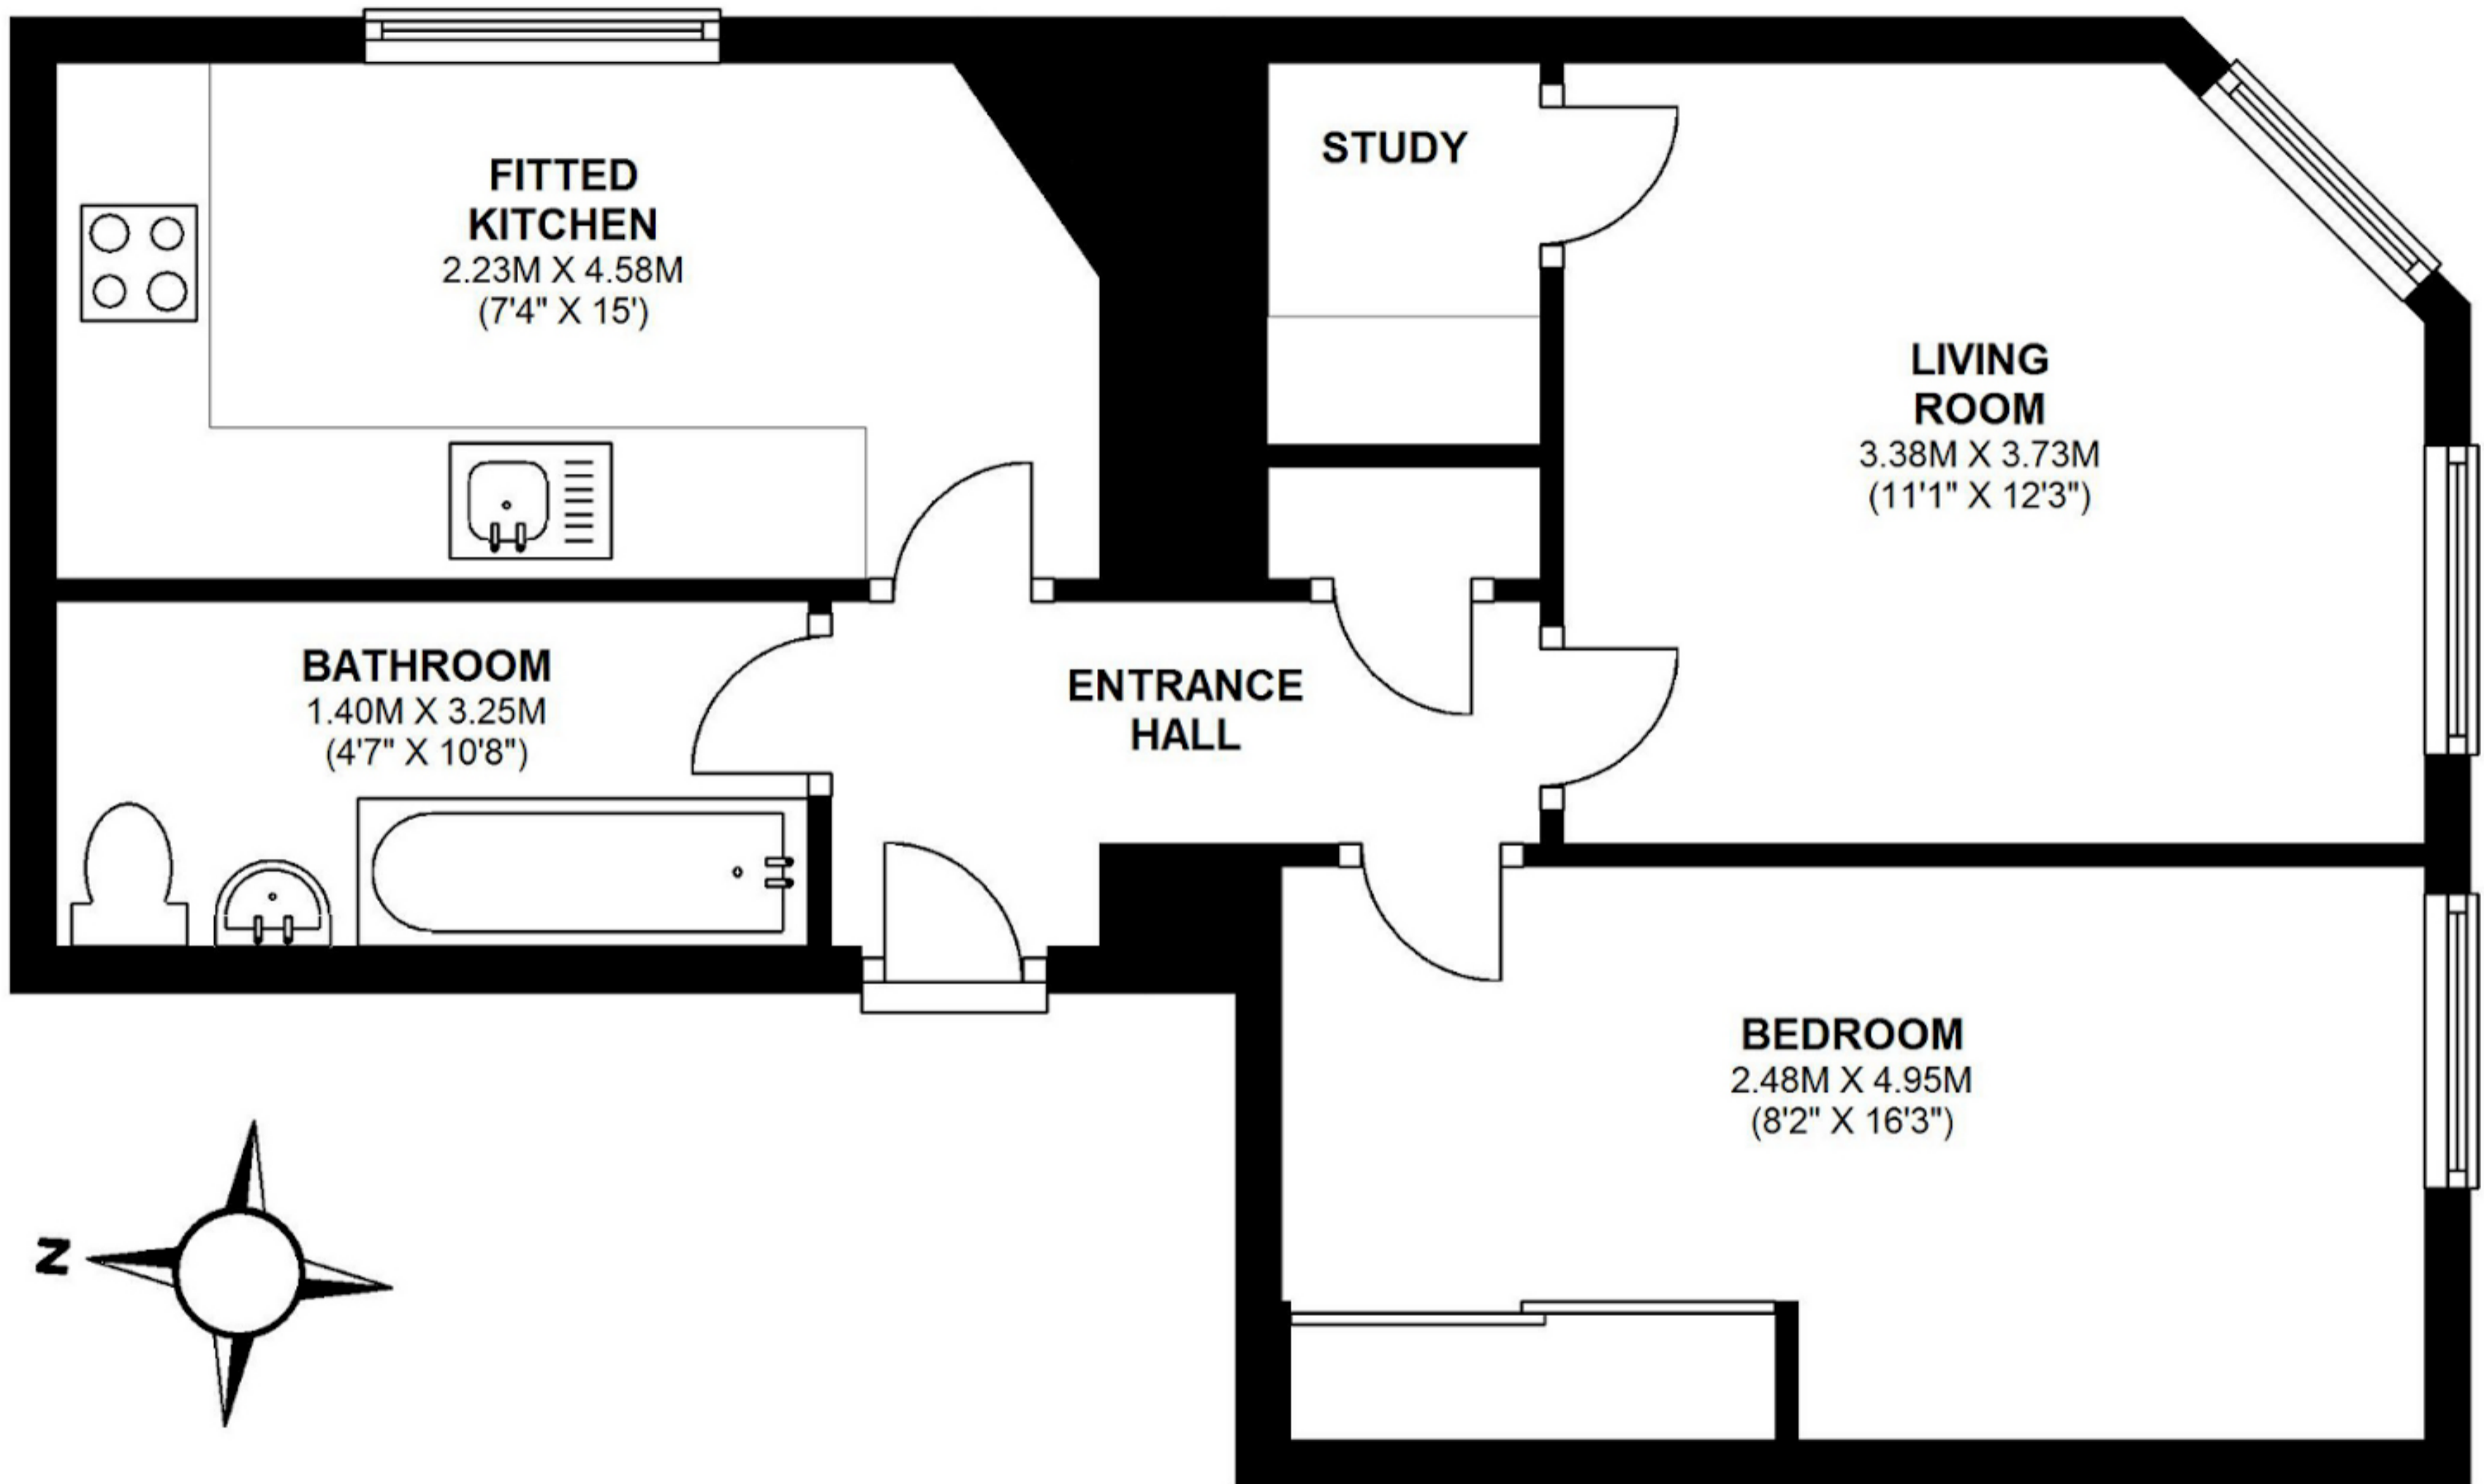 FITTED
KITCHEN
2.23M X 4.58M
(7'4" X 15')
STUDY
LIVING
ROOM
3.38M X 3.73M
(11'1" X 12'3")
BATHROOM
1.40M X 3.25M
(4'7" X 10'8")
ENTRANCE
HALL
BEDROOM
2.48M X 4.95M
(8'2" X 16'3")
N